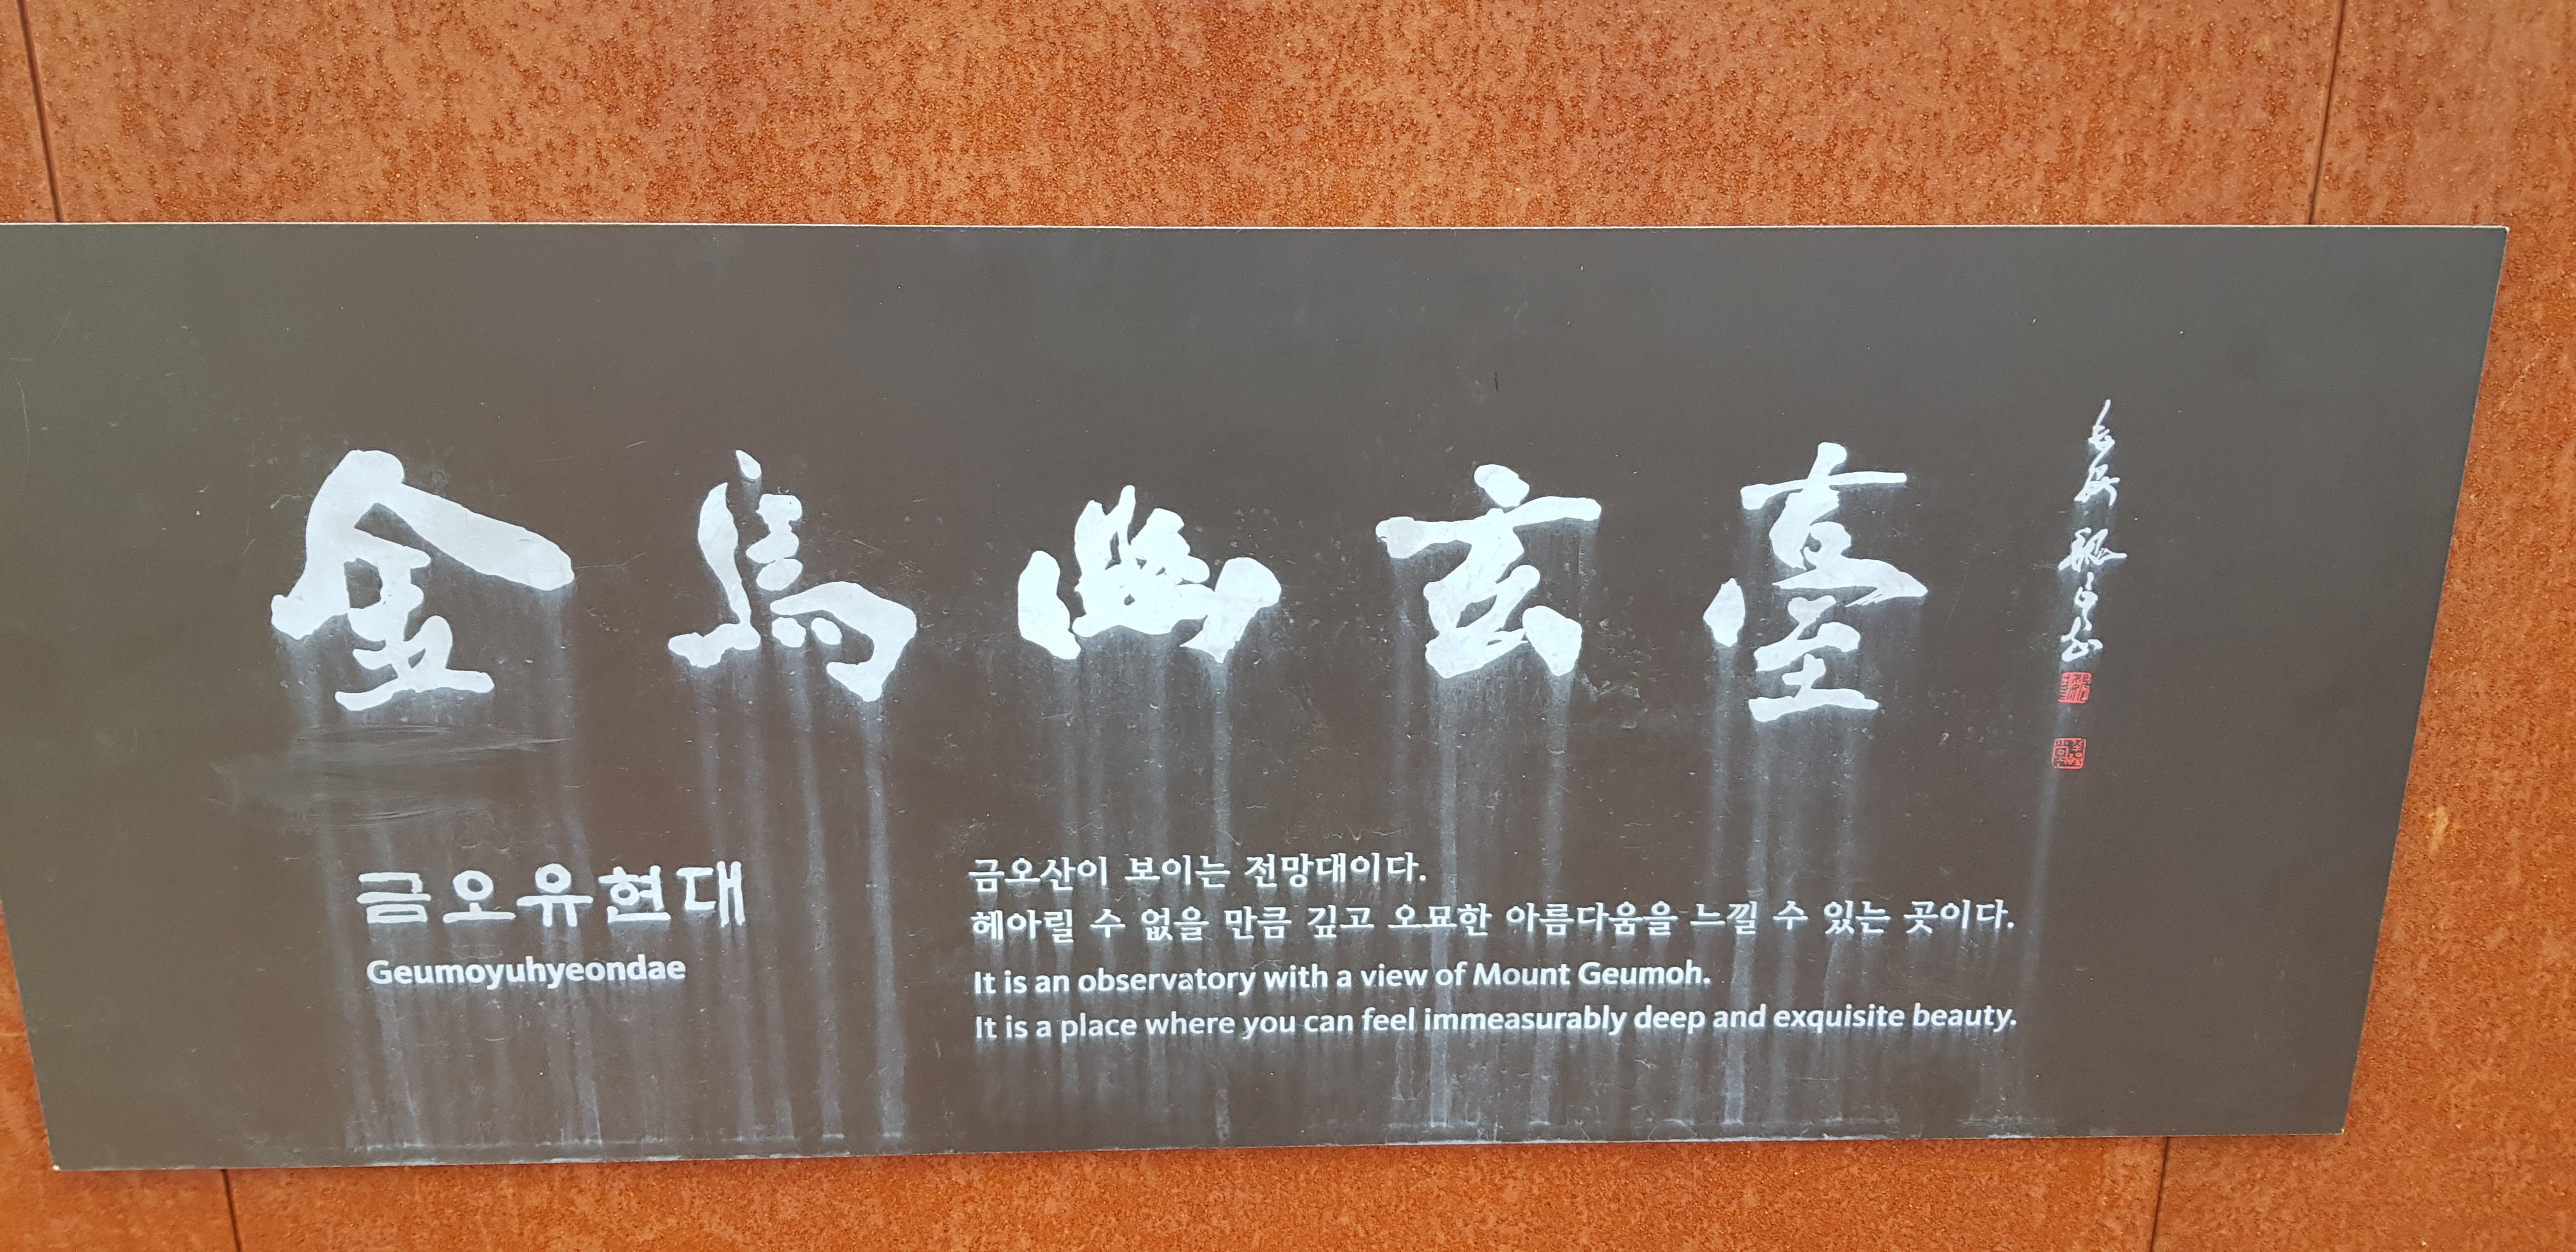 金烏幽玄臺
금오유현대
Geumoyuhyeondae
금오산이 보이는 전망대이다.
헤아릴 수 없을 만큼 깊고 오묘한 아름다움을 느낄 수 있는 곳이다.
It is an observatory with a view of Mount Geumoh.
It is a place where you can feel immeasurably deep and exquisite beauty.